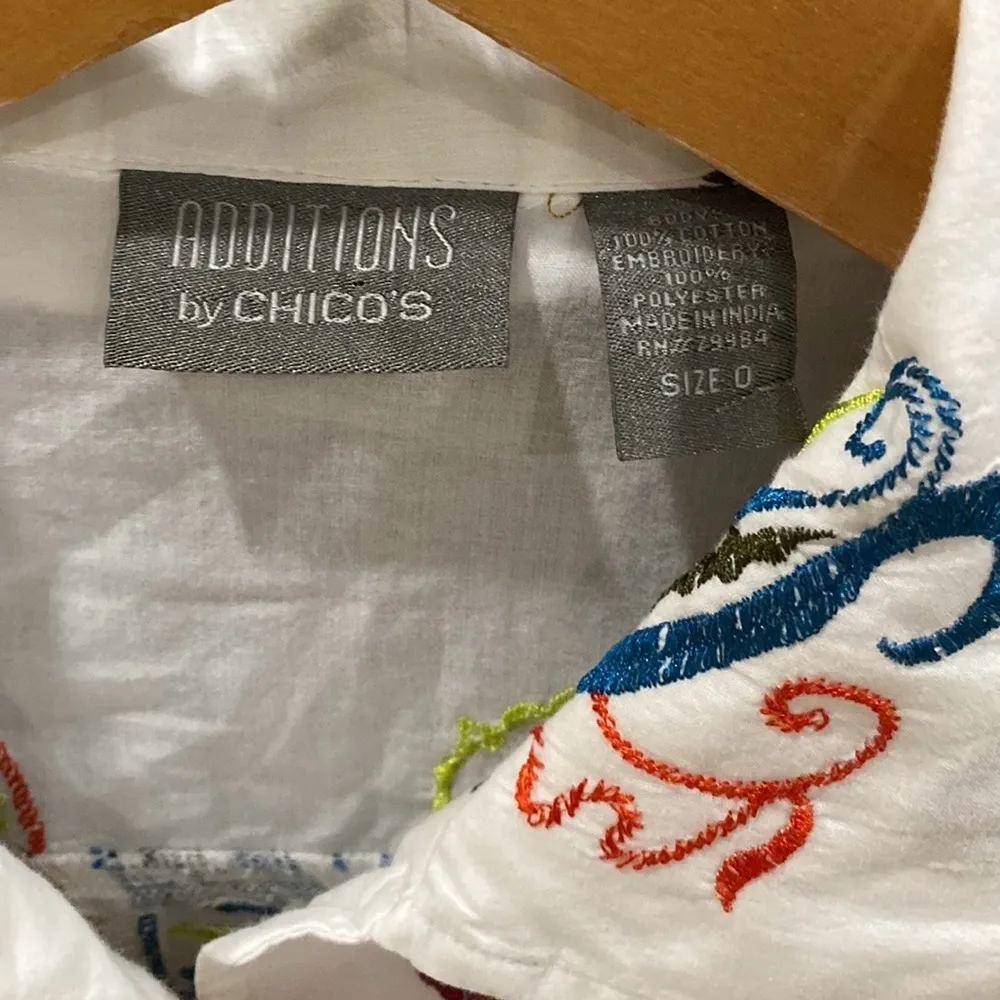 ADDITIONS
by CHICO'S
BODY:
100% COTTON
EMBROIDERY:
100%
POLYESTER
MADE IN INDIA
RN# 79984
SIZE 0